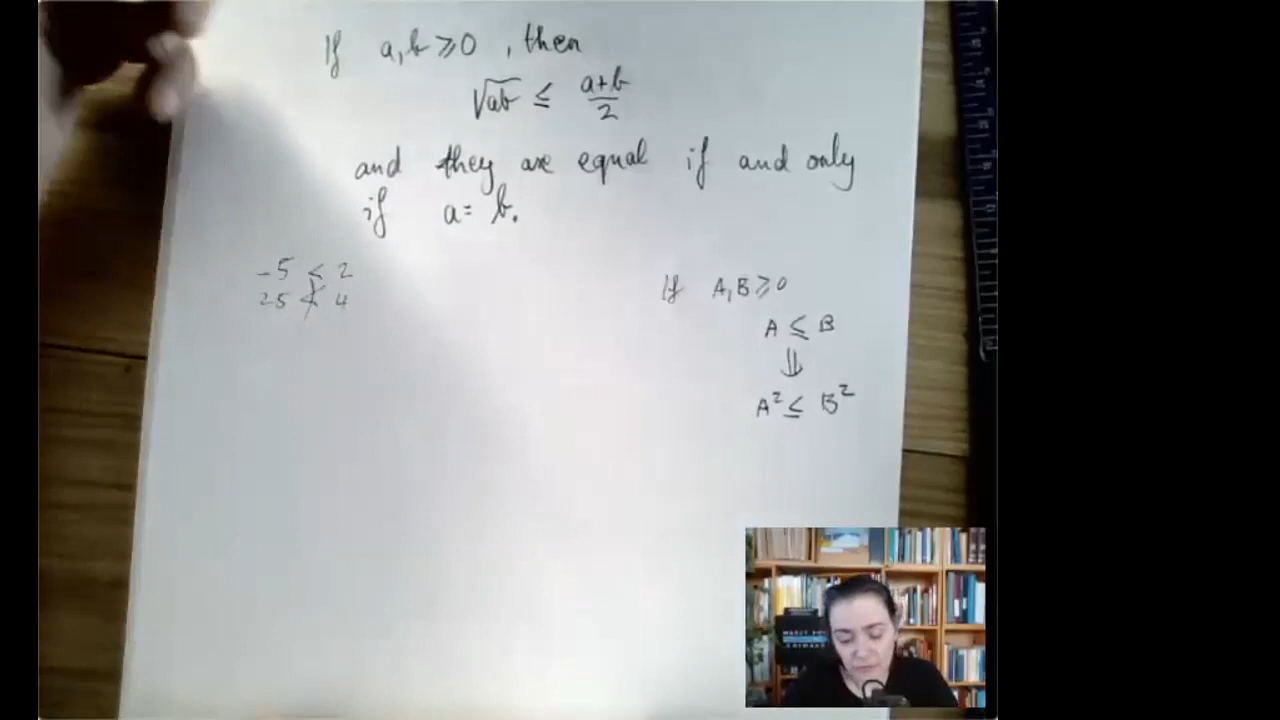 If a, b ≥ 0 , then
√ab ≤ (a+b)/2
and they are equal if and only
if a = b.
-5 < 2
25 ≮ 4
If A, B ≥ 0
A ≤ B
⇓
A² ≤ B²